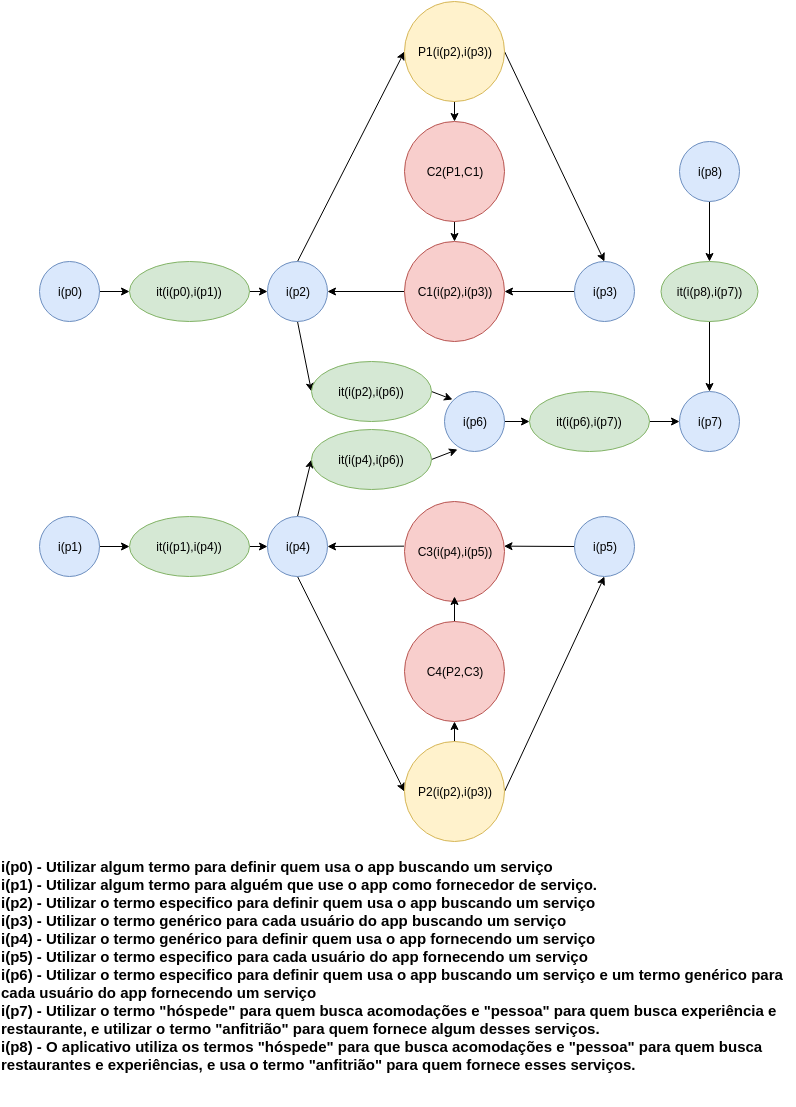 P1(i(p2),i(p3))
C2(P1,C1)
i(p8)
i(p0)
it(i(p0),i(p1))
i(p2)
C1(i(p2),i(p3))
i(p3)
it(i(p8),i(p7))
it(i(p2),i(p6))
i(p6)
it(i(p6),i(p7))
i(p7)
it(i(p4),i(p6))
i(p1)
it(i(p1),i(p4))
i(p4)
C3(i(p4),i(p5))
i(p5)
C4(P2,C3)
P2(i(p2),i(p3))
i(p0) - Utilizar algum termo para definir quem usa o app buscando um serviço
i(p1) - Utilizar algum termo para alguém que use o app como fornecedor de serviço.
i(p2) - Utilizar o termo especifico para definir quem usa o app buscando um serviço
i(p3) - Utilizar o termo genérico para cada usuário do app buscando um serviço
i(p4) - Utilizar o termo genérico para definir quem usa o app fornecendo um serviço
i(p5) - Utilizar o termo especifico para cada usuário do app fornecendo um serviço
i(p6) - Utilizar o termo especifico para definir quem usa o app buscando um serviço e um termo genérico para
cada usuário do app fornecendo um serviço
i(p7) - Utilizar o termo "hóspede" para quem busca acomodações e "pessoa" para quem busca experiência e
restaurante, e utilizar o termo "anfitrião" para quem fornece algum desses serviços.
i(p8) - O aplicativo utiliza os termos "hóspede" para que busca acomodações e "pessoa" para quem busca
restaurantes e experiências, e usa o termo "anfitrião" para quem fornece esses serviços.